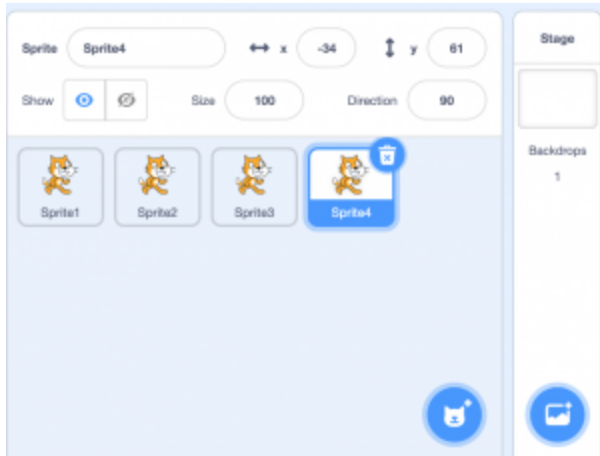 Sprite Sprite4 x -34 y 61
Show Size 100 Direction 90
Sprite1 Sprite2 Sprite3 Sprite4
Stage
Backdrops
1